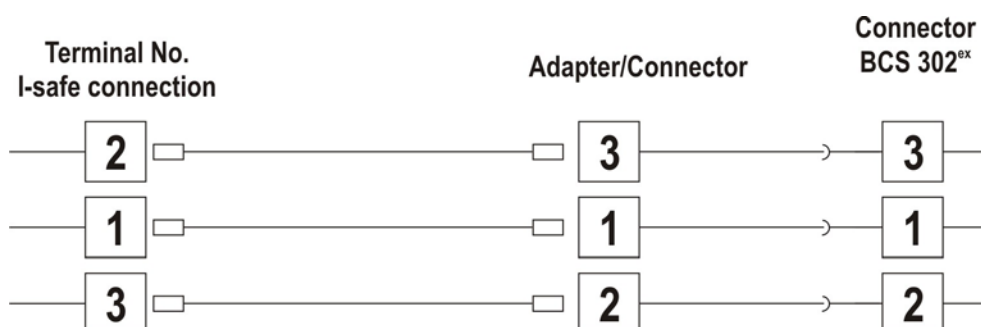 Connector
BCS 302ex
Terminal No.
I-safe connection
Adapter/Connector
2 3 3
1 1 1
3 2 2